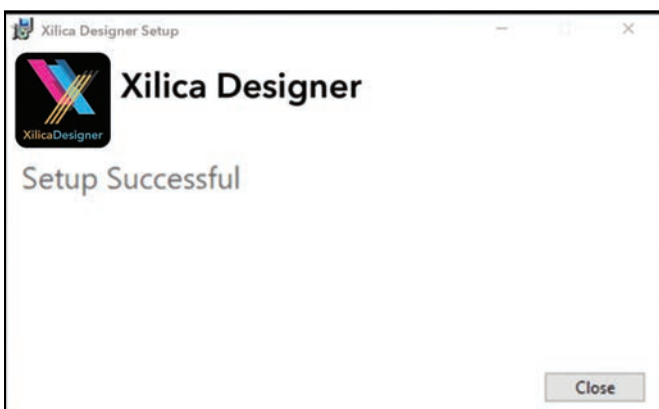 Xilica Designer Setup
Xilica Designer
XilicaDesigner
Setup Successful
Close